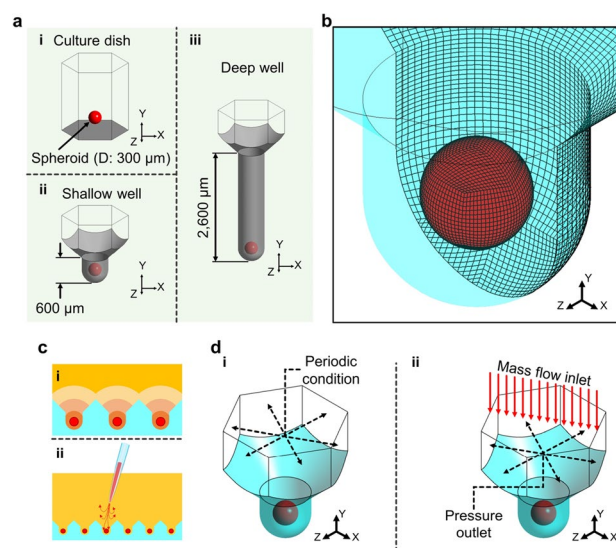 a
i
Culture dish
Y
Z
X
Spheroid (D: 300 μm)
ii
Shallow well
600 μm
Y
Z
X
iii
Deep well
2,600 μm
Y
Z
X
b
Y
Z
X
c
i
ii
d
i
Periodic
condition
Y
Z
X
ii
Mass flow inlet
Pressure
outlet
Y
Z
X